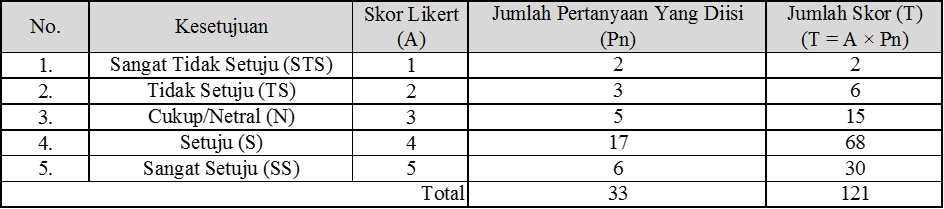 No. Kesetujuan Skor Likert (A) Jumlah Pertanyaan Yang Diisi (Pn) Jumlah Skor (T) (T = A × Pn)
1. Sangat Tidak Setuju (STS) 1 2 2
2. Tidak Setuju (TS) 2 3 6
3. Cukup/Netral (N) 3 5 15
4. Setuju (S) 4 17 68
5. Sangat Setuju (SS) 5 6 30
Total 33 121